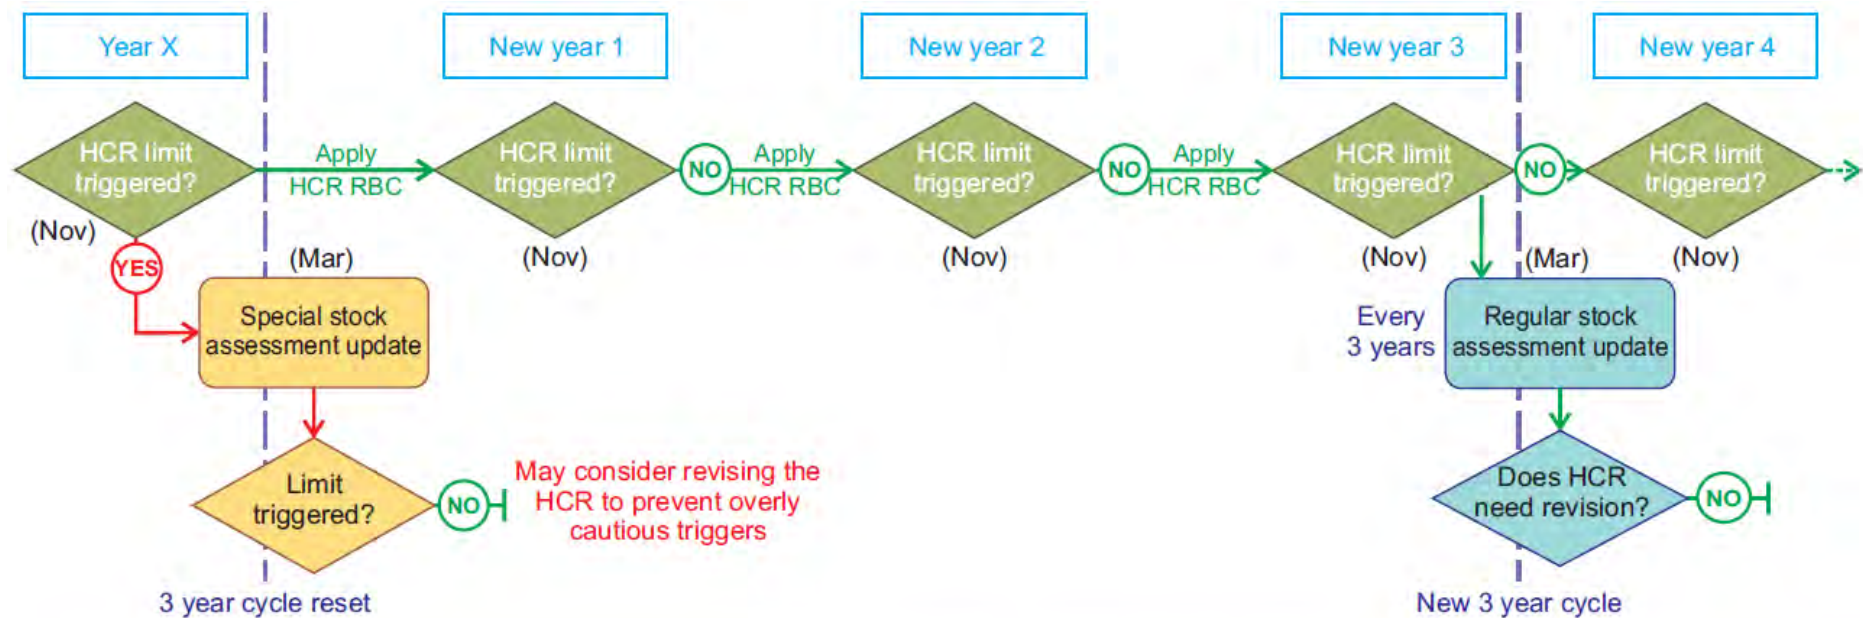 Year X
New year 1
New year 2
New year 3
New year 4
HCR limit
triggered?
Apply
HCR RBC
HCR limit
triggered?
NO
Apply
HCR RBC
HCR limit
triggered?
NO
Apply
HCR RBC
HCR limit
triggered?
NO
HCR limit
triggered?
(Nov)
YES
(Mar)
(Nov)
(Nov)
(Nov)
(Mar)
(Nov)
Special stock
assessment update
Every
3 years
Regular stock
assessment update
Limit
triggered?
NO
May consider revising the
HCR to prevent overly
cautious triggers
Does HCR
need revision?
NO
3 year cycle reset
New 3 year cycle